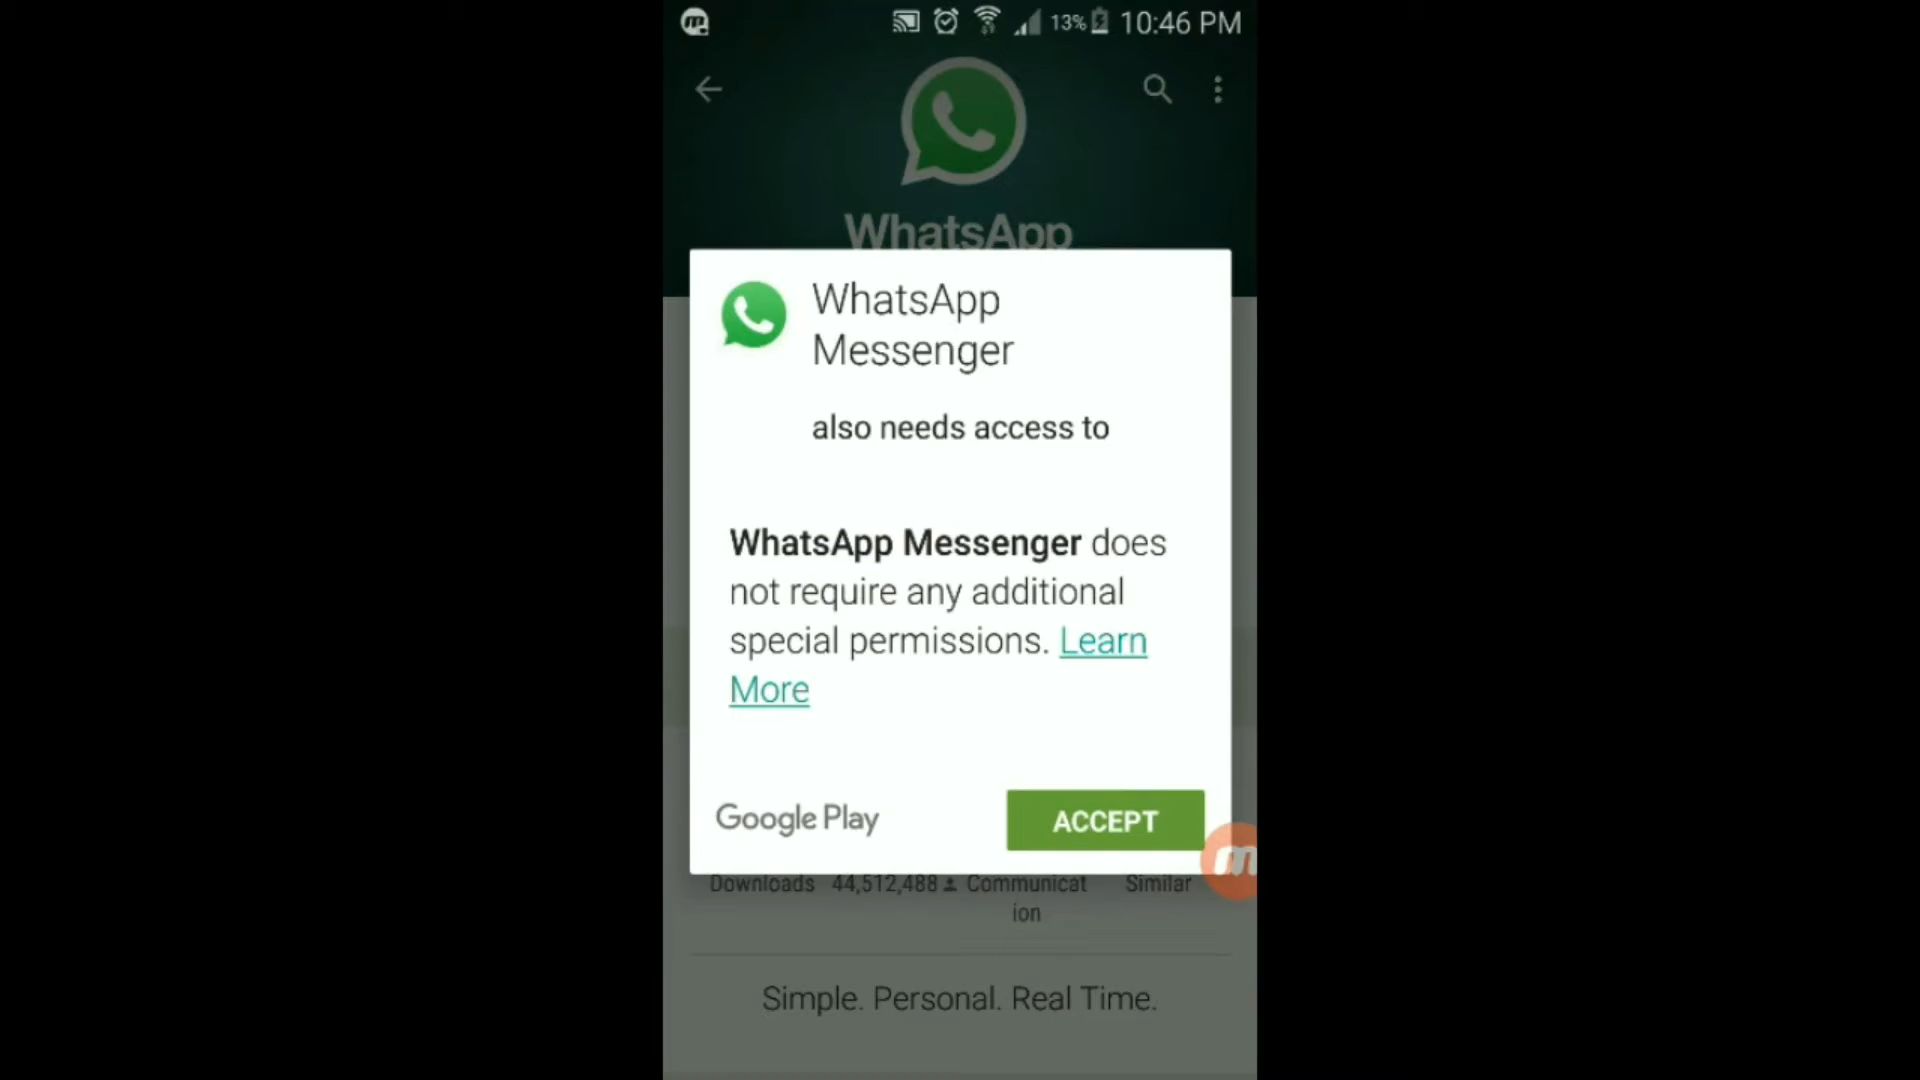 13% 10:46 PM
WhatsApp
WhatsApp
Messenger
also needs access to
WhatsApp Messenger does
not require any additional
special permissions. Learn
More
Google Play
ACCEPT
Downloads 44,512,488 Communicat Similar
ion
Simple. Personal. Real Time.